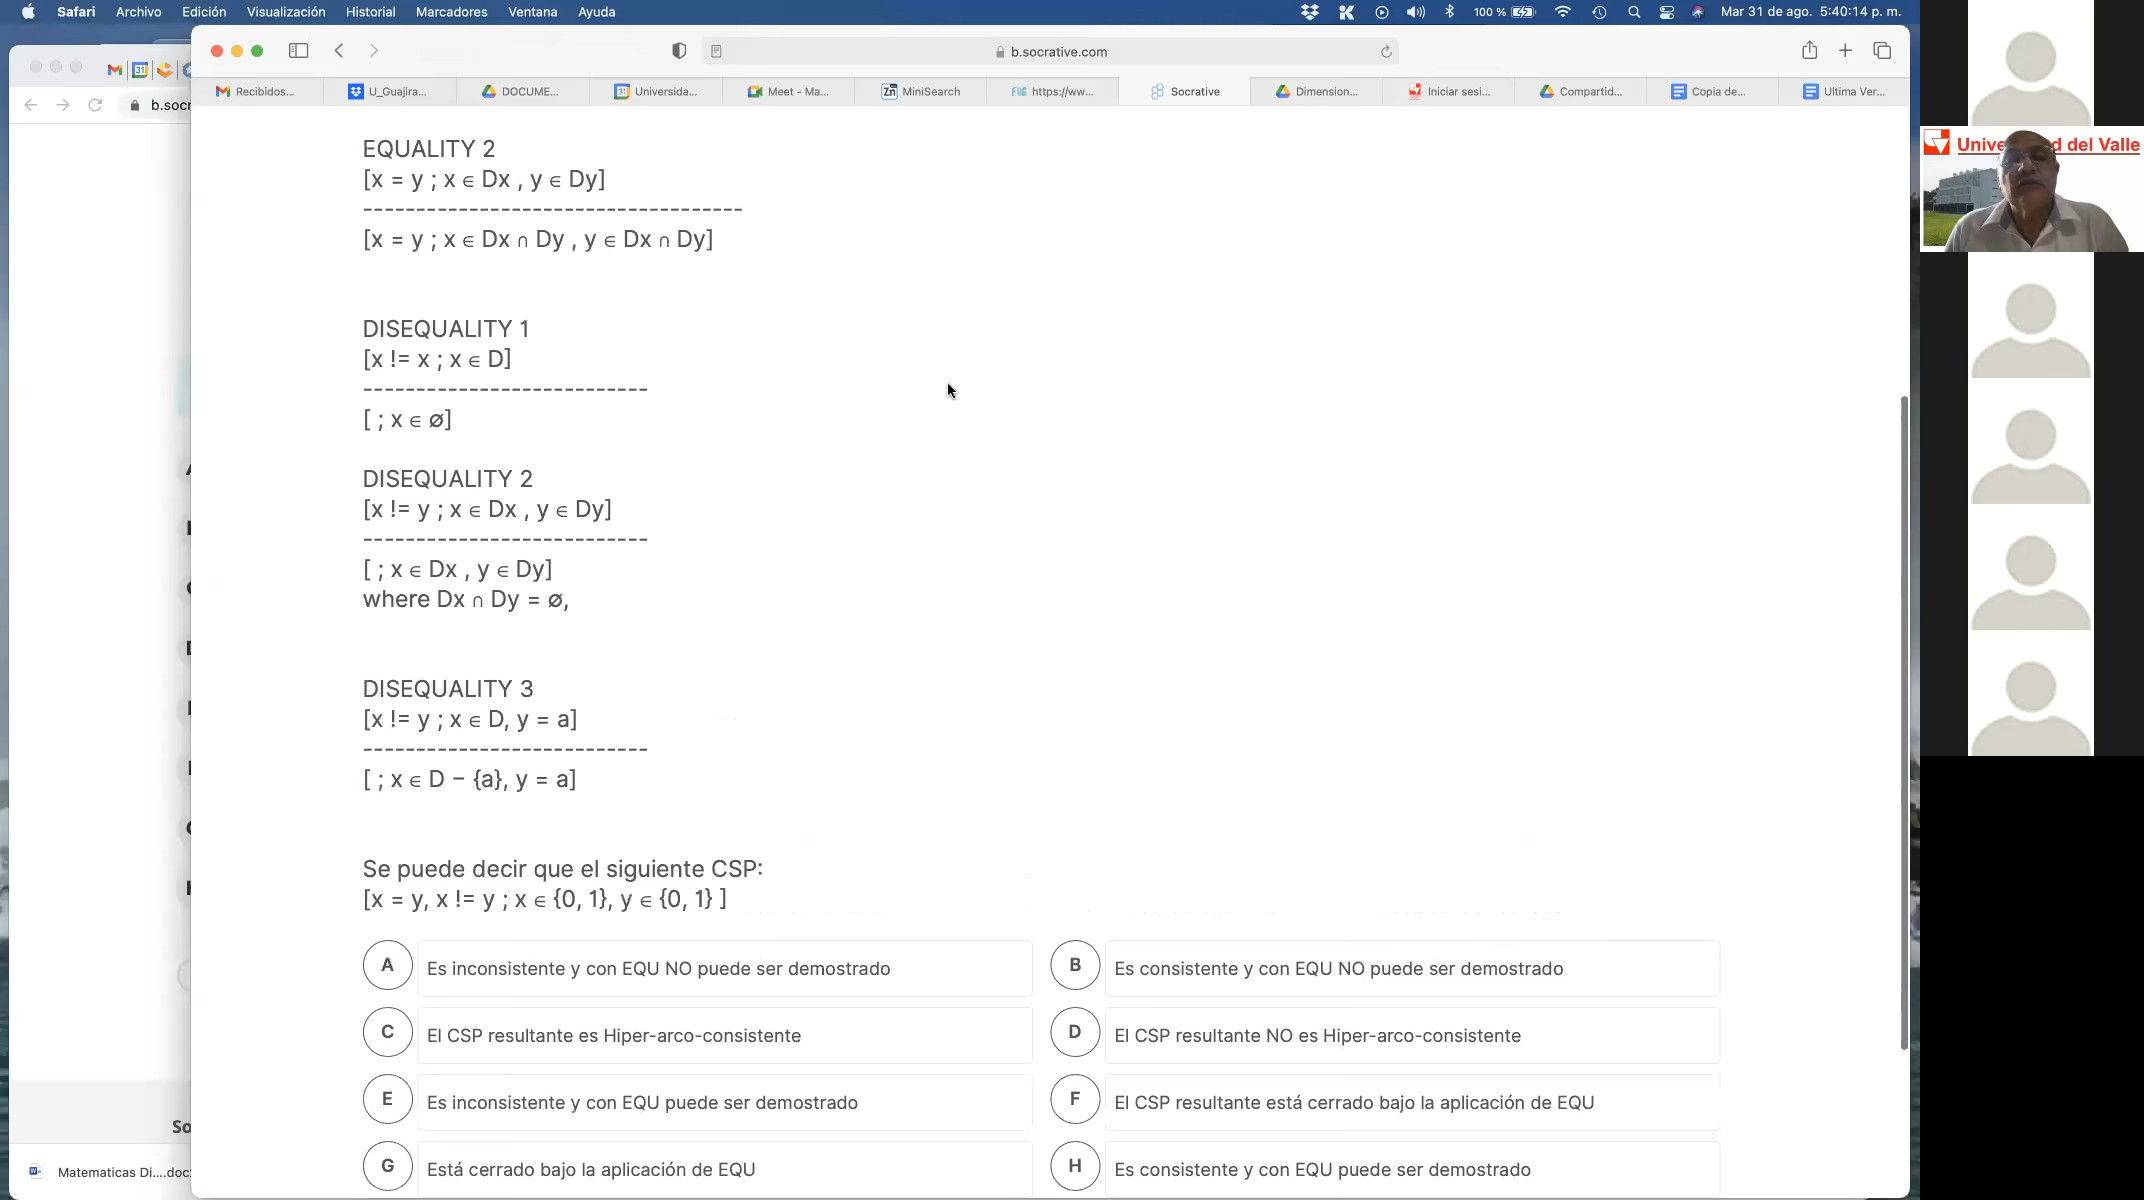 Safari Archivo Edición Visualización Historial Marcadores Ventana Ayuda
100 % Mar 31 de ago. 5:40:14 p. m.
b.socrative.com
Recibidos... U_Guajira... DOCUME... Universida... Meet - Ma... MiniSearch https://ww... Socrative Dimension... Iniciar sesi... Compartid... Copia de... Ultima Ver...
b.socr
EQUALITY 2
[x = y ; x ∈ Dx , y ∈ Dy]
------------------------------------
[x = y ; x ∈ Dx ∩ Dy , y ∈ Dx ∩ Dy]
DISEQUALITY 1
[x != x ; x ∈ D]
---------------------------
[ ; x ∈ ∅]
DISEQUALITY 2
[x != y ; x ∈ Dx , y ∈ Dy]
---------------------------
[ ; x ∈ Dx , y ∈ Dy]
where Dx ∩ Dy = ∅,
DISEQUALITY 3
[x != y ; x ∈ D, y = a]
---------------------------
[ ; x ∈ D − {a}, y = a]
Se puede decir que el siguiente CSP:
[x = y, x != y ; x ∈ {0, 1}, y ∈ {0, 1} ]
A Es inconsistente y con EQU NO puede ser demostrado
B Es consistente y con EQU NO puede ser demostrado
C El CSP resultante es Hiper-arco-consistente
D El CSP resultante NO es Hiper-arco-consistente
E Es inconsistente y con EQU puede ser demostrado
F El CSP resultante está cerrado bajo la aplicación de EQU
G Está cerrado bajo la aplicación de EQU
H Es consistente y con EQU puede ser demostrado
So
Matematicas Di....doc
d del Valle